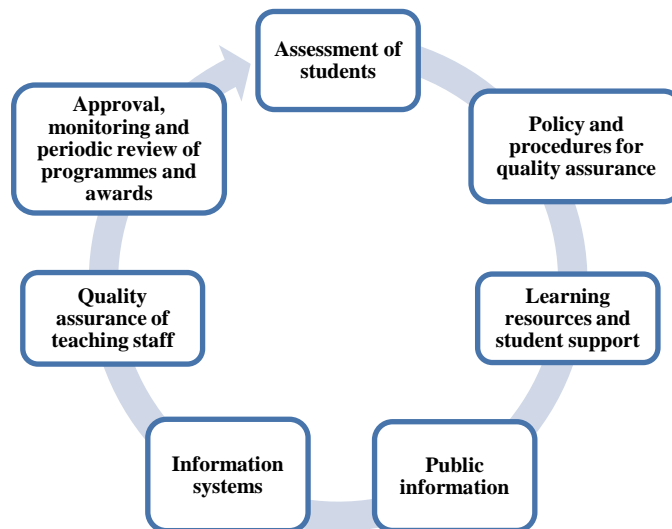 Assessment of
students
Policy and
procedures for
quality assurance
Learning
resources and
student support
Public
information
Information
systems
Quality
assurance of
teaching staff
Approval,
monitoring and
periodic review of
programmes and
awards